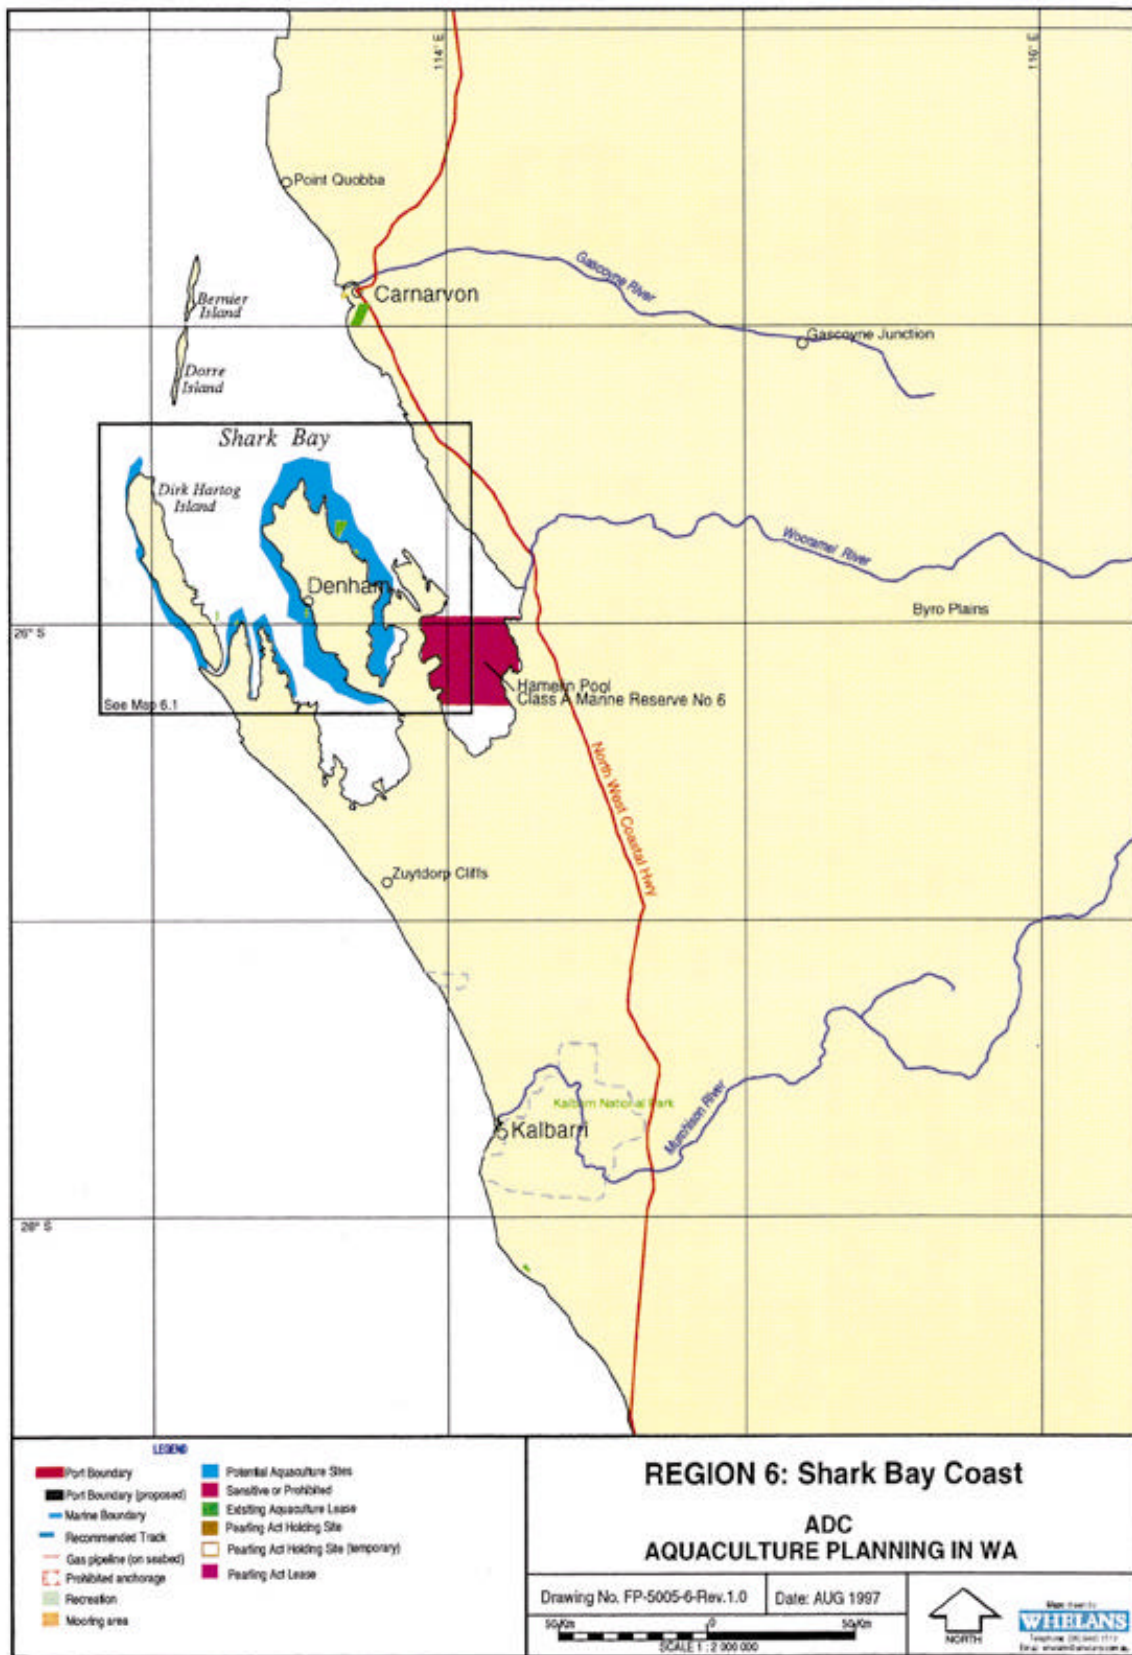 114° E
116° E
Point Quobba
Gascoyne River
Carnarvon
Bernier
Island
Gascoyne Junction
Dorre
Island
Shark Bay
Dirk Hartog
Island
Wooramel River
Denham
Byro Plains
26° S
Hamelin Pool
Class A Marine Reserve No 6
See Map 6.1
North West Coastal Hwy
Zuytdorp Cliffs
Kalbarri National Park
Murchison River
Kalbarri
28° S
LEGEND
Port Boundary
Port Boundary (proposed)
Marine Boundary
Recommended Track
Gas pipeline (on seabed)
Prohibited anchorage
Recreation
Mooring area
Potential Aquaculture Sites
Sensitive or Prohibited
Exsiting Aquaculture Lease
Pearling Act Holding Site
Pearling Act Holding Site (temporary)
Pearling Act Lease
REGION 6: Shark Bay Coast
ADC
AQUACULTURE PLANNING IN WA
Drawing No. FP-5005-6-Rev.1.0
Date: AUG 1997
50 Km 0 50 Km
SCALE 1 : 2 000 000
NORTH
WHELANS